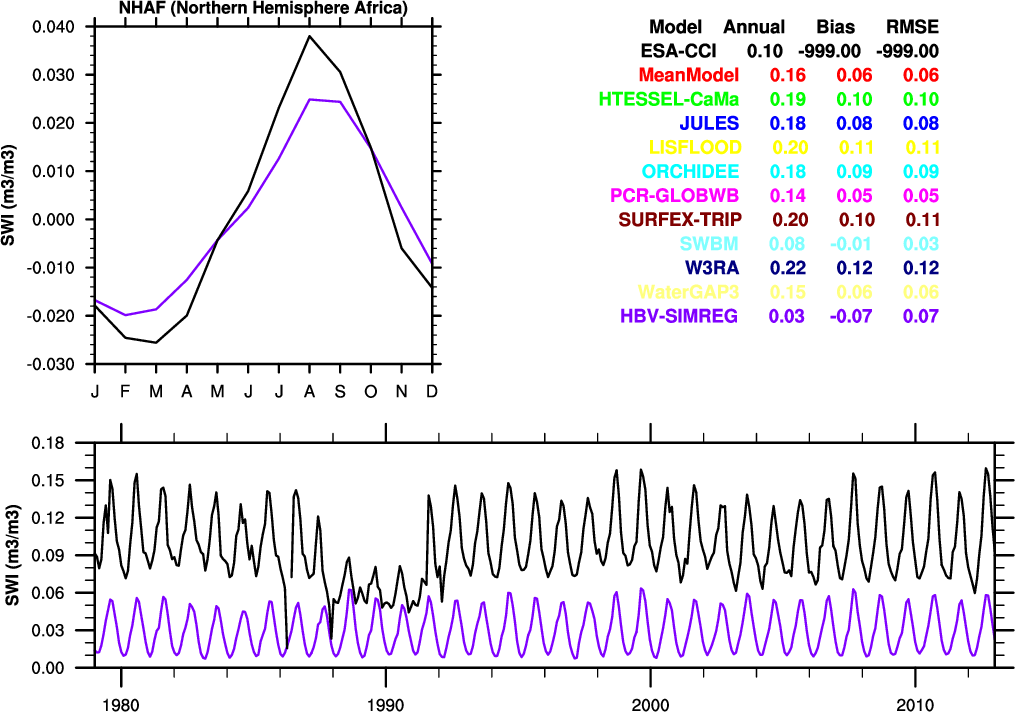 NHAF (Northern Hemisphere Africa)
SWI (m3/m3)
0.040
0.030
0.020
0.010
0.000
-0.010
-0.020
-0.030
J F M A M J J A S O N D
Model Annual Bias RMSE
ESA-CCI 0.10 -999.00 -999.00
MeanModel 0.16 0.06 0.06
HTESSEL-CaMa 0.19 0.10 0.10
JULES 0.18 0.08 0.08
LISFLOOD 0.20 0.11 0.11
ORCHIDEE 0.18 0.09 0.09
PCR-GLOBWB 0.14 0.05 0.05
SURFEX-TRIP 0.20 0.10 0.11
SWBM 0.08 -0.01 0.03
W3RA 0.22 0.12 0.12
WaterGAP3 0.15 0.06 0.06
HBV-SIMREG 0.03 -0.07 0.07
SWI (m3/m3)
0.18
0.15
0.12
0.09
0.06
0.03
0.00
1980 1990 2000 2010